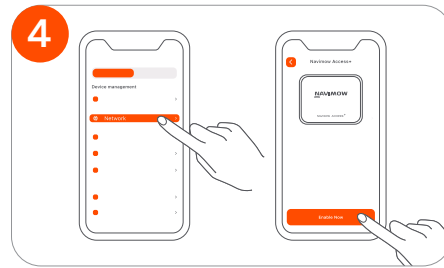 4
Device management
Network
Navimow Access+
NAVIMOW
Enable Now